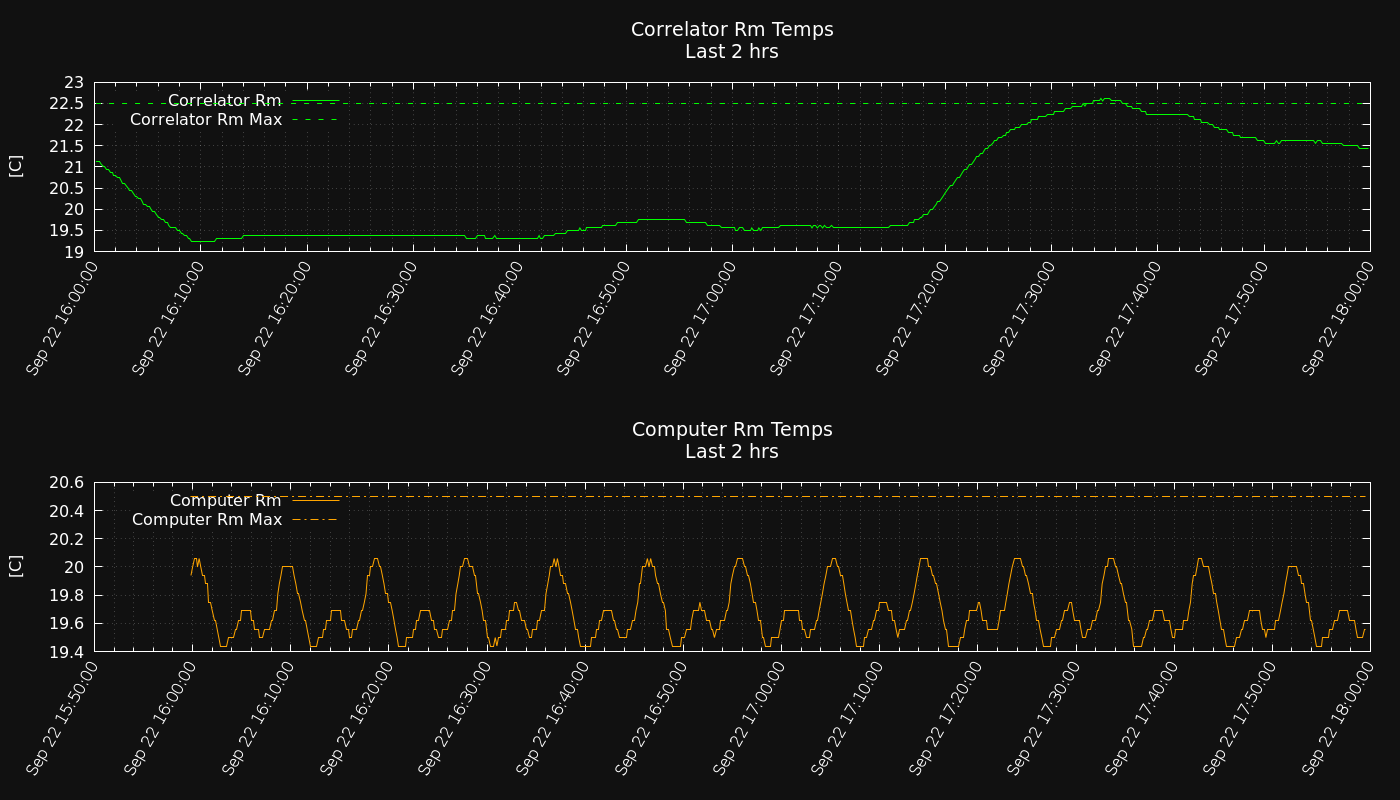 Correlator Rm Temps
Last 2 hrs
23
22.5
22
21.5
21
20.5
20
19.5
19
[C]
Correlator Rm
Correlator Rm Max
Sep 22 16:00:00
Sep 22 16:10:00
Sep 22 16:20:00
Sep 22 16:30:00
Sep 22 16:40:00
Sep 22 16:50:00
Sep 22 17:00:00
Sep 22 17:10:00
Sep 22 17:20:00
Sep 22 17:30:00
Sep 22 17:40:00
Sep 22 17:50:00
Sep 22 18:00:00
Computer Rm Temps
Last 2 hrs
20.6
20.4
20.2
20
19.8
19.6
19.4
[C]
Computer Rm
Computer Rm Max
Sep 22 15:50:00
Sep 22 16:00:00
Sep 22 16:10:00
Sep 22 16:20:00
Sep 22 16:30:00
Sep 22 16:40:00
Sep 22 16:50:00
Sep 22 17:00:00
Sep 22 17:10:00
Sep 22 17:20:00
Sep 22 17:30:00
Sep 22 17:40:00
Sep 22 17:50:00
Sep 22 18:00:00